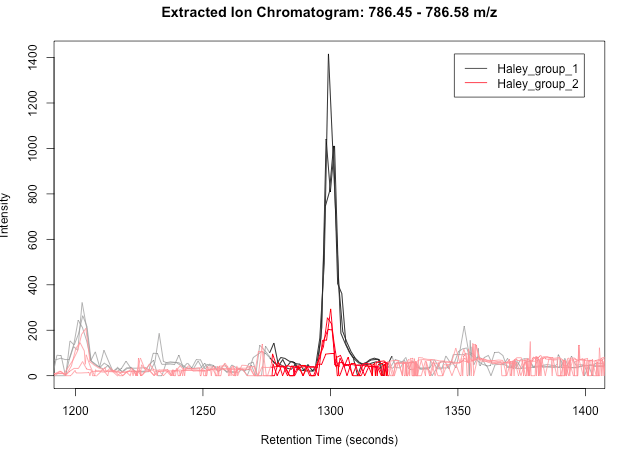 Extracted Ion Chromatogram: 786.45 - 786.58 m/z
Haley_group_1
Haley_group_2
Intensity
1400
1200
1000
800
600
400
200
0
1200 1250 1300 1350 1400
Retention Time (seconds)